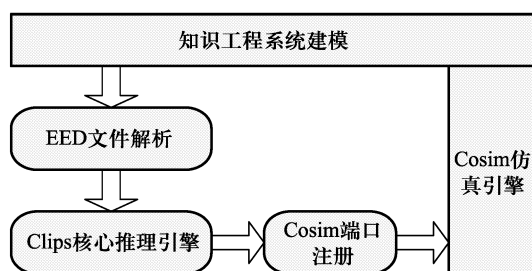 知识工程系统建模
EED文件解析
Cosim仿
真引擎
Clips核心推理引擎
Cosim端口
注册